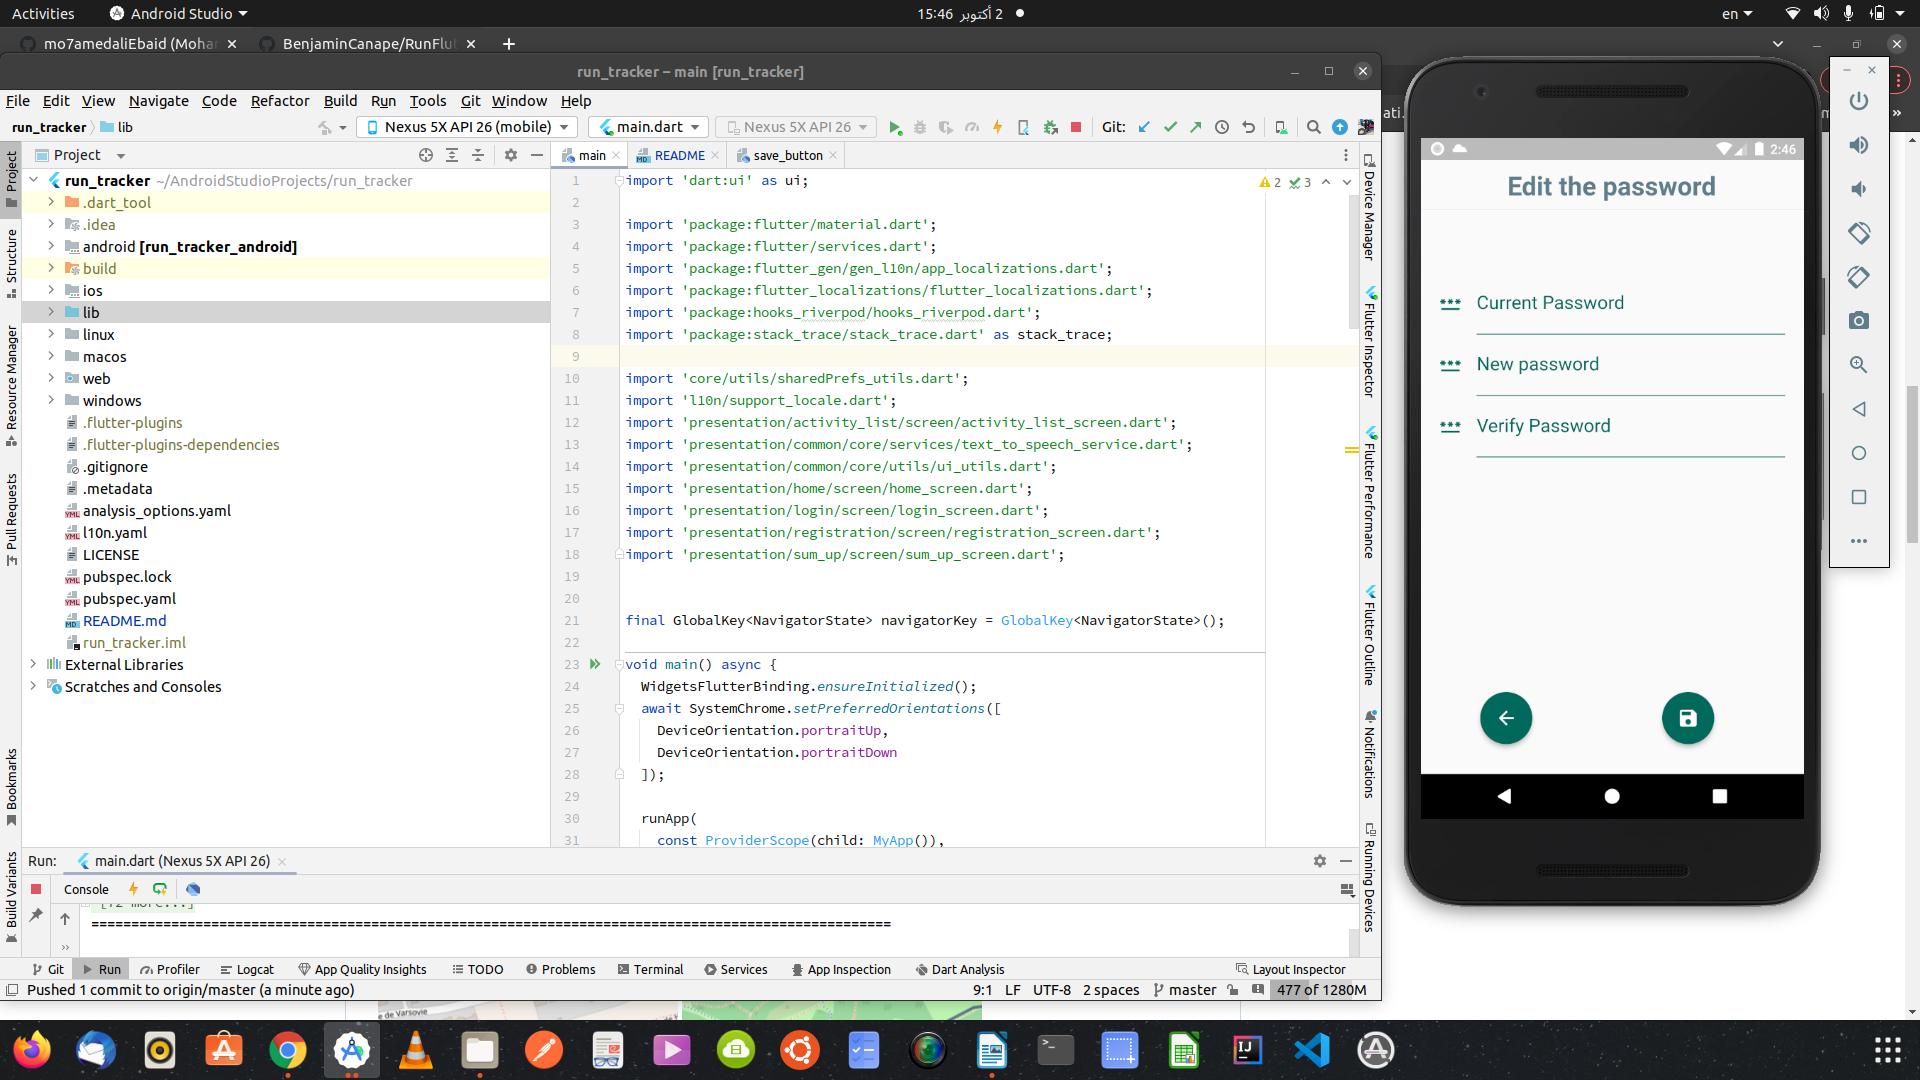 Activities
Android Studio
2 أكتوبر 15:46
en
mo7amedaliEbaid (Moha
BenjaminCanape/RunFlut
run_tracker – main [run_tracker]
File Edit View Navigate Code Refactor Build Run Tools Git Window Help
run_tracker lib
Nexus 5X API 26 (mobile)
main.dart
Nexus 5X API 26
Git:
Project
main
README
save_button
run_tracker ~/AndroidStudioProjects/run_tracker
.dart_tool
.idea
android [run_tracker_android]
build
ios
lib
linux
macos
web
windows
.flutter-plugins
.flutter-plugins-dependencies
.gitignore
.metadata
analysis_options.yaml
l10n.yaml
LICENSE
pubspec.lock
pubspec.yaml
README.md
run_tracker.iml
External Libraries
Scratches and Consoles
Project
Structure
Resource Manager
Pull Requests
Bookmarks
Build Variants
2 3
1 import 'dart:ui' as ui;
2
3 import 'package:flutter/material.dart';
4 import 'package:flutter/services.dart';
5 import 'package:flutter_gen/gen_l10n/app_localizations.dart';
6 import 'package:flutter_localizations/flutter_localizations.dart';
7 import 'package:hooks_riverpod/hooks_riverpod.dart';
8 import 'package:stack_trace/stack_trace.dart' as stack_trace;
9
10 import 'core/utils/sharedPrefs_utils.dart';
11 import 'l10n/support_locale.dart';
12 import 'presentation/activity_list/screen/activity_list_screen.dart';
13 import 'presentation/common/core/services/text_to_speech_service.dart';
14 import 'presentation/common/core/utils/ui_utils.dart';
15 import 'presentation/home/screen/home_screen.dart';
16 import 'presentation/login/screen/login_screen.dart';
17 import 'presentation/registration/screen/registration_screen.dart';
18 import 'presentation/sum_up/screen/sum_up_screen.dart';
19
20
21 final GlobalKey<NavigatorState> navigatorKey = GlobalKey<NavigatorState>();
22
23 void main() async {
24 WidgetsFlutterBinding.ensureInitialized();
25 await SystemChrome.setPreferredOrientations([
26 DeviceOrientation.portraitUp,
27 DeviceOrientation.portraitDown
28 ]);
29
30 runApp(
31 const ProviderScope(child: MyApp()),
Device Manager
Flutter Inspector
Flutter Performance
Flutter Outline
Notifications
Running Devices
Run: main.dart (Nexus 5X API 26)
Console
====================================================================================================
Git Run Profiler Logcat App Quality Insights TODO Problems Terminal Services App Inspection Dart Analysis Layout Inspector
Pushed 1 commit to origin/master (a minute ago)
9:1 LF UTF-8 2 spaces master 477 of 1280M
e de Varsovie
2:46
Edit the password
Current Password
New password
Verify Password